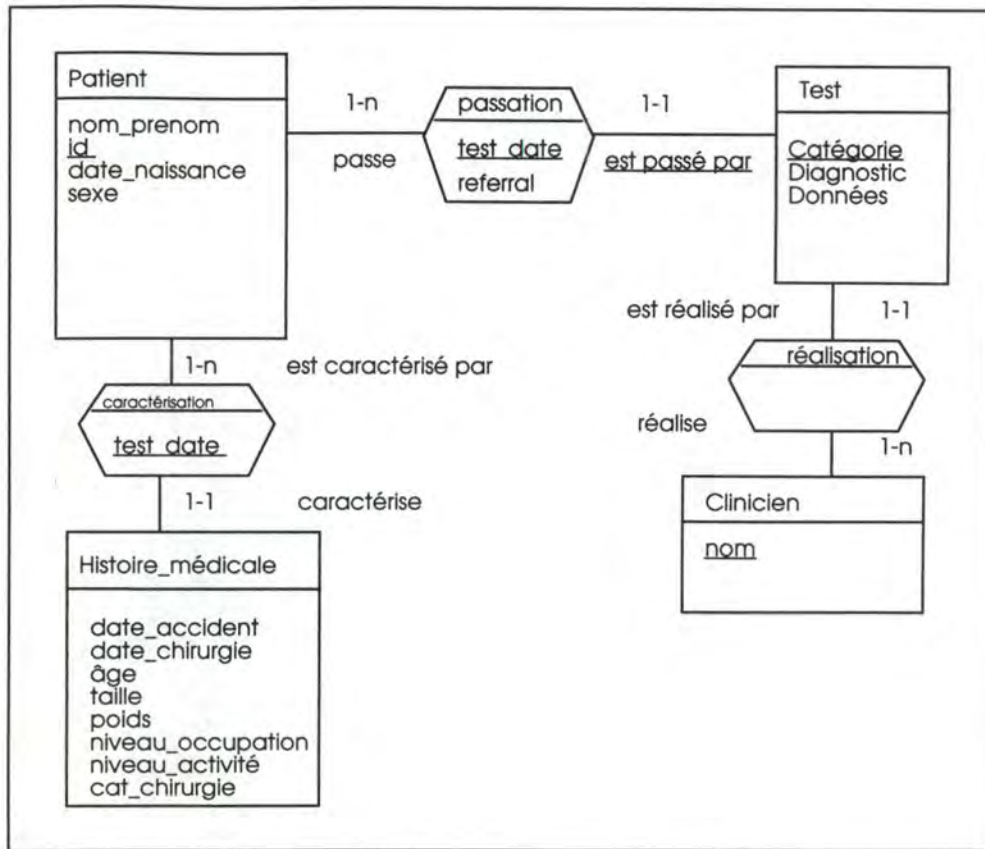 Patient
nom_prenom
id
date_naissance
sexe
1-n
passe
passation
test_date
referral
1-1
est passé par
Test
Catégorie
Diagnostic
Données
est réalisé par
1-1
réalisation
réalise
1-n
Clinicien
nom
1-n
est caractérisé par
caractérisation
test_date
1-1
caractérise
Histoire_médicale
date_accident
date_chirurgie
âge
taille
poids
niveau_occupation
niveau_activité
cat_chirurgie